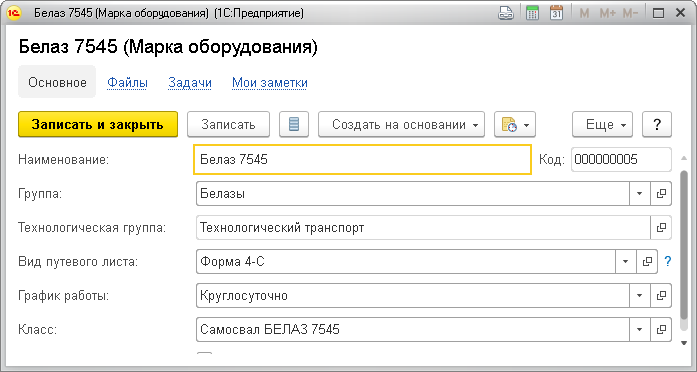 Белаз 7545 (Марка оборудования) (1С:Предприятие)
M M+ M-
Белаз 7545 (Марка оборудования)
Основное Файлы Задачи Мои заметки
Записать и закрыть Записать Создать на основании Еще ?
Наименование: Белаз 7545 Код: 000000005
Группа: Белазы
Технологическая группа: Технологический транспорт
Вид путевого листа: Форма 4-С ?
График работы: Круглосуточно
Класс: Самосвал БЕЛАЗ 7545